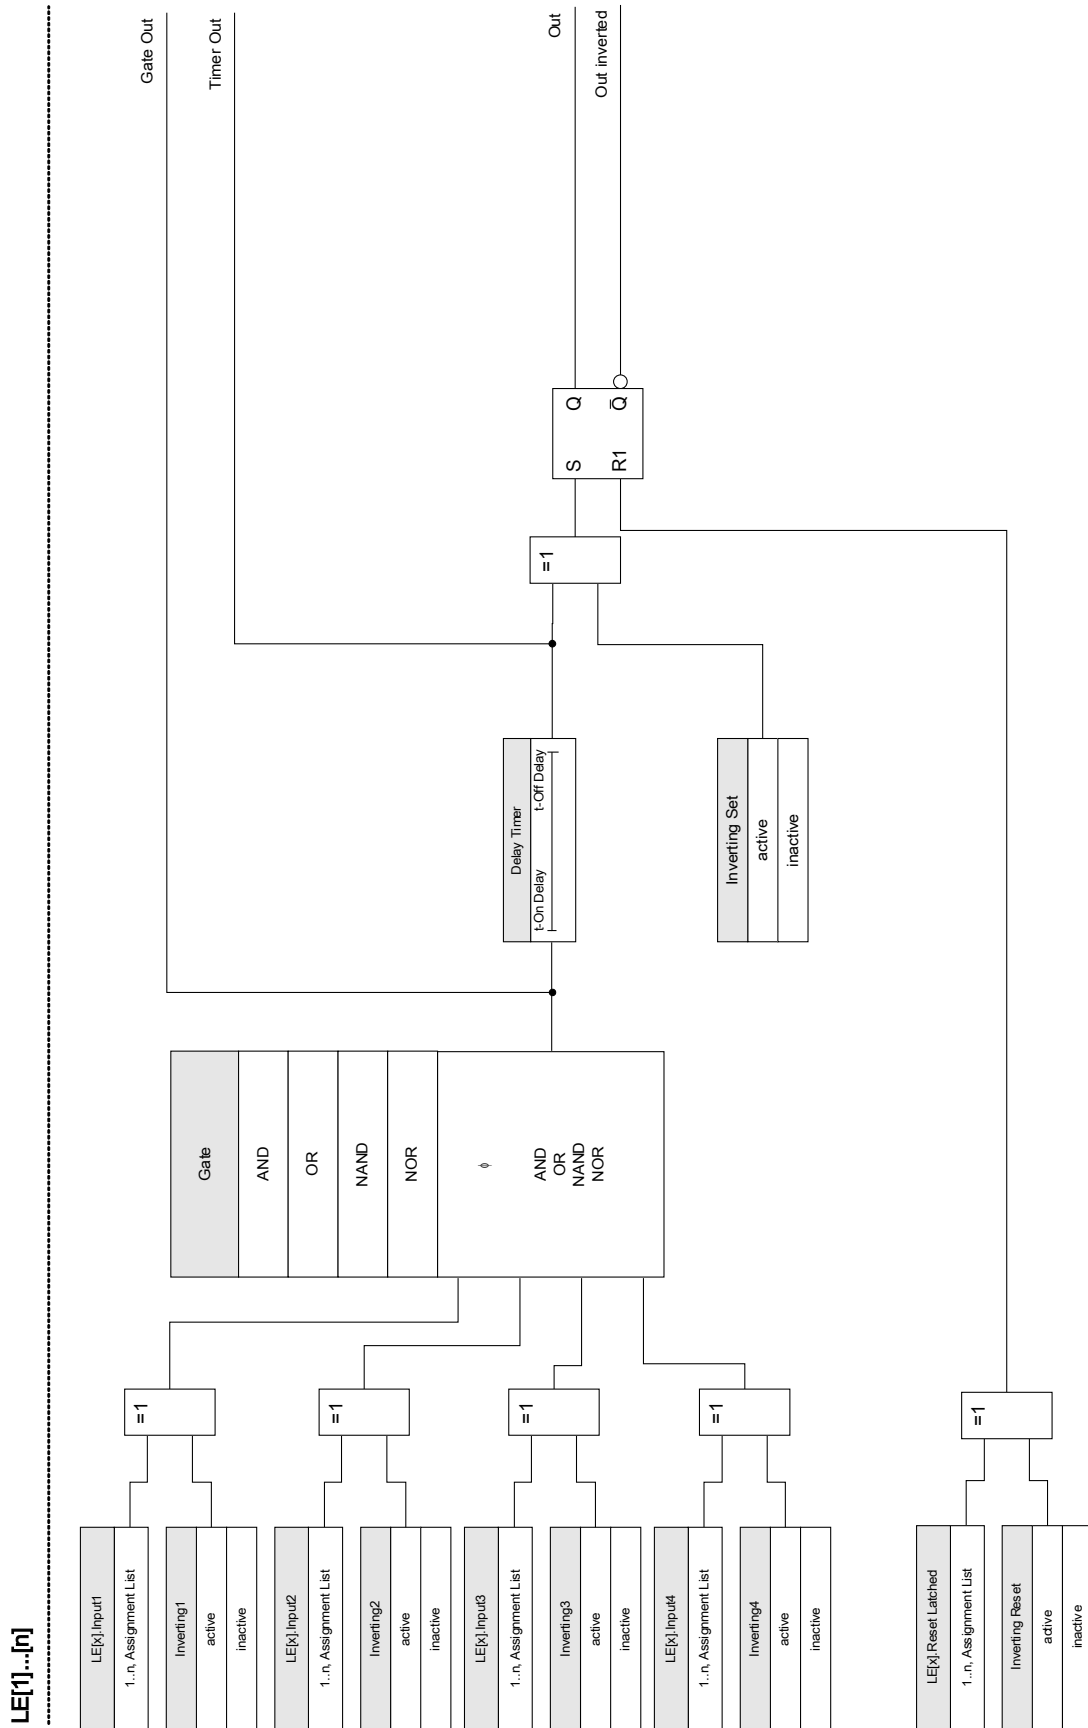 LE[1]...[n]
LE[x].Input1
1..n, Assignment List
Inverting1
active
inactive
=1
LE[x].Input2
1..n, Assignment List
Inverting2
active
inactive
=1
LE[x].Input3
1..n, Assignment List
Inverting3
active
inactive
=1
LE[x].Input4
1..n, Assignment List
Inverting4
active
inactive
=1
LE[x].Reset Latched
1..n, Assignment List
Inverting Reset
active
inactive
=1
Gate
AND
OR
NAND
NOR
ϕ
AND
OR
NAND
NOR
Delay Timer
t-On Delay t-Off Delay
Inverting Set
active
inactive
=1
S Q
R1 Q̅
Gate Out
Timer Out
Out
Out inverted